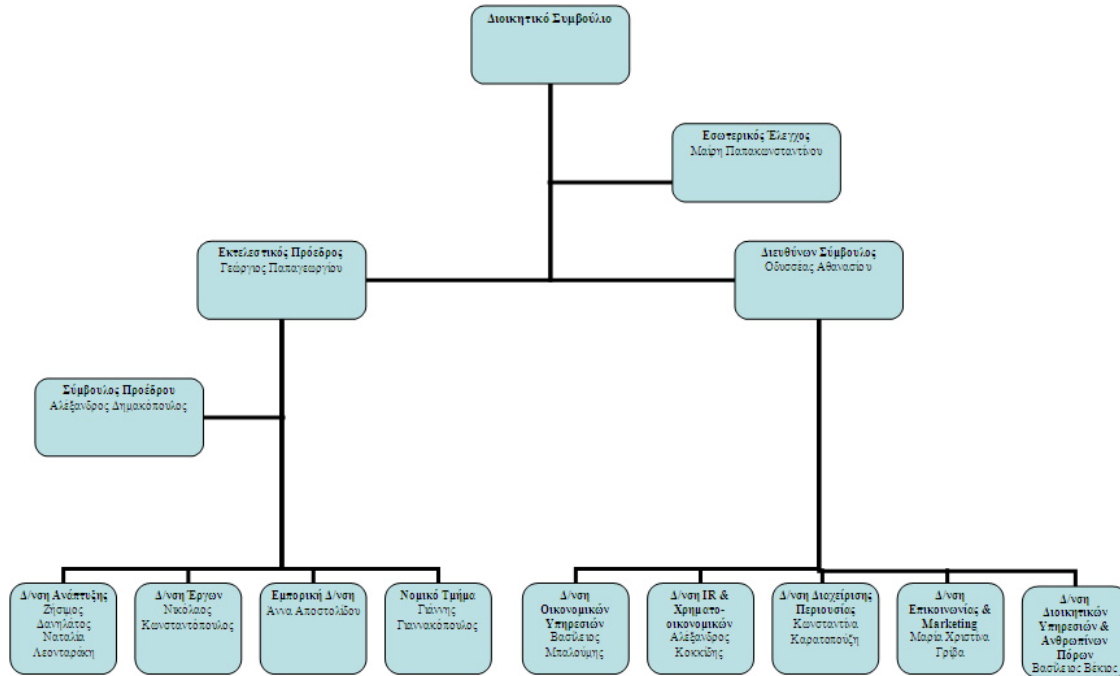 Διοικητικό Συμβούλιο
Εσωτερικός Έλεγχος
Μαίρη Παπακωνσταντίνου
Εκτελεστικός Πρόεδρος
Γεώργιος Παπαγεωργίου
Διευθύνων Σύμβουλος
Οδυσσέας Αθανασίου
Σύμβουλος Προέδρου
Αλέξανδρος Δημακόπουλος
Δ/νση Ανάπτυξης
Ζήσιμος
Δανηλάτος
Ναταλία
Λεονταράκη
Δ/νση Έργων
Νικόλαος
Κωνσταντόπουλος
Εμπορική Δ/νση
Άννα Αποστολίδου
Νομικό Τμήμα
Γιάννης
Γιαννακόπουλος
Δ/νση
Οικονομικών
Υπηρεσιών
Βασίλειος
Μπαλούμης
Δ/νση IR &
Χρηματο-
οικονομικών
Αλέξανδρος
Κοκκίδης
Δ/νση Διαχείρισης
Περιουσίας
Κωνσταντίνα
Καρατοπούζη
Δ/νση
Επικοινωνίας &
Marketing
Μαρία Χριστίνα
Γρίβα
Δ/νση
Διοικητικών
Υπηρεσιών &
Ανθρωπίνων
Πόρων
Βασίλειος Βέκιος